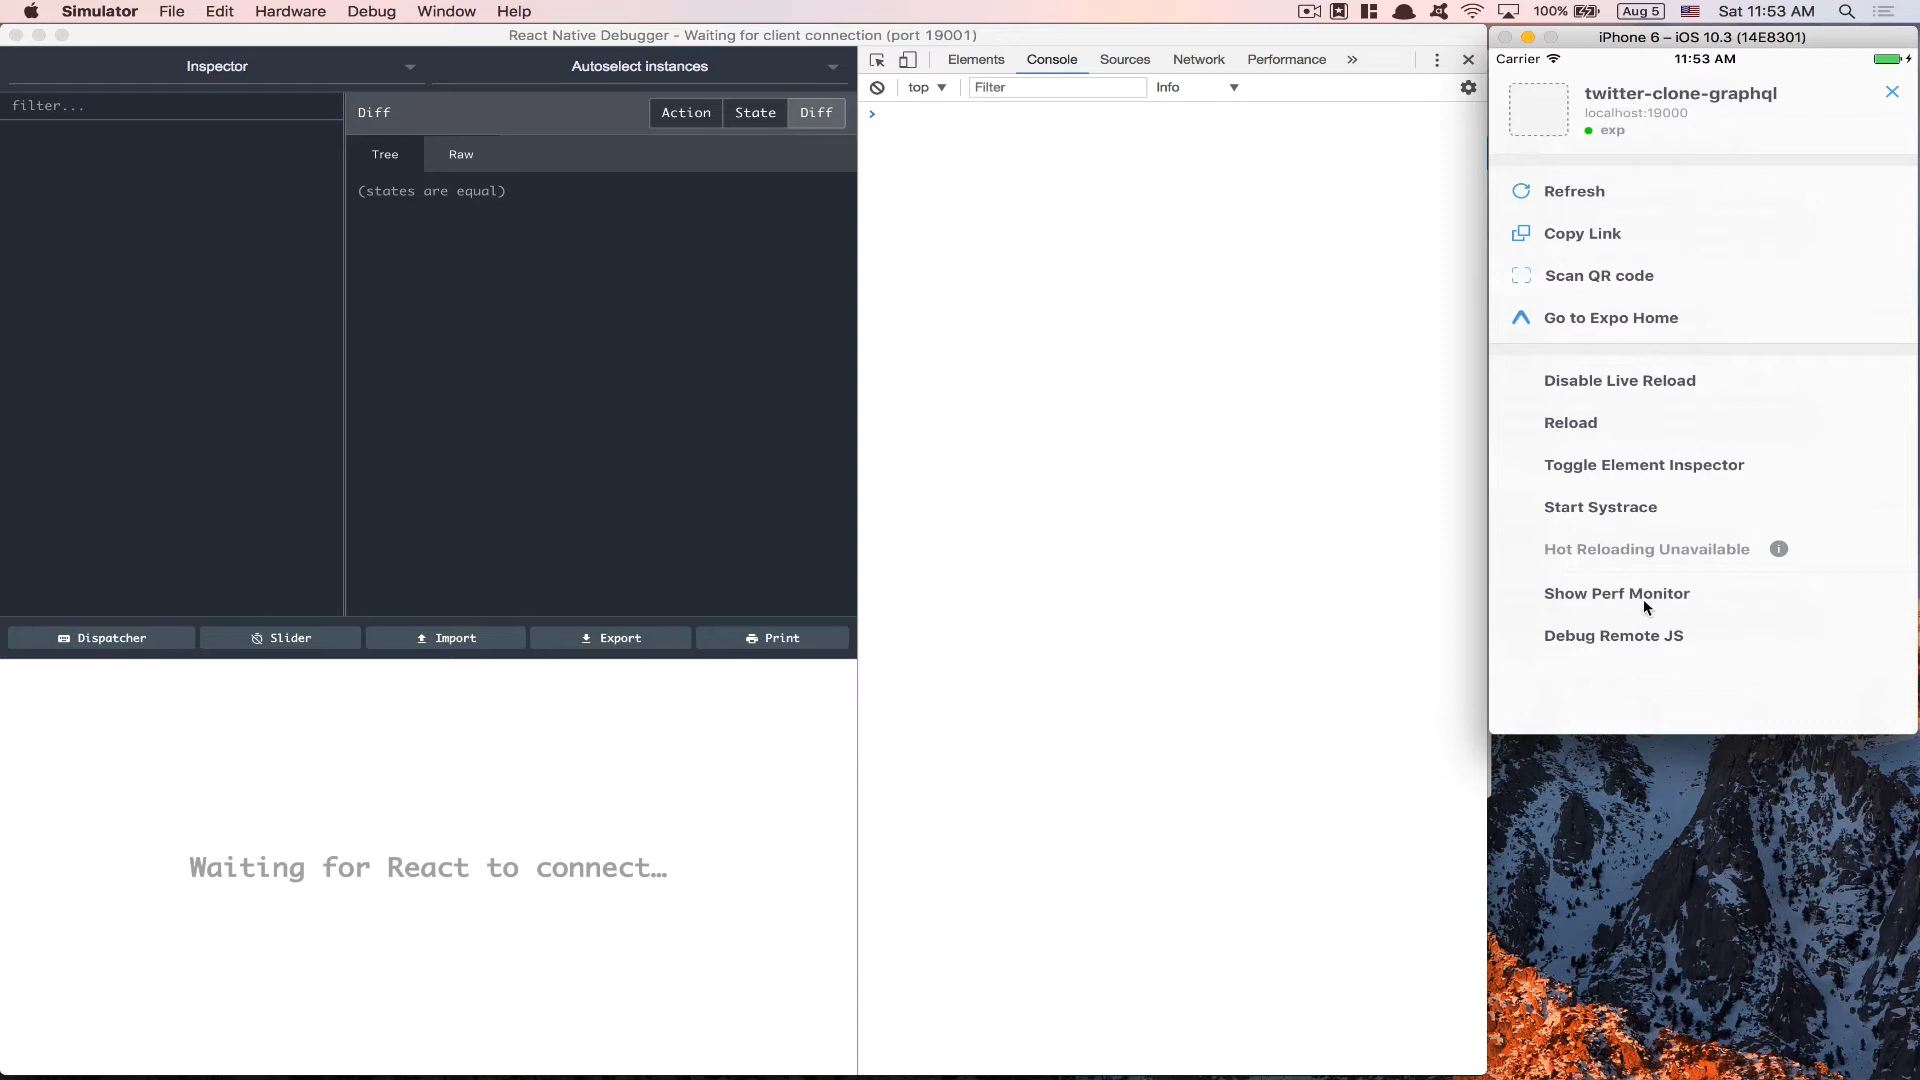 Simulator File Edit Hardware Debug Window Help
100% Aug 5 Sat 11:53 AM
React Native Debugger - Waiting for client connection (port 19001)
Inspector
Autoselect instances
filter...
Diff
Action State Diff
Tree Raw
(states are equal)
Dispatcher Slider Import Export Print
Waiting for React to connect…
Elements Console Sources Network Performance »
top ▼ Filter Info ▼
>
iPhone 6 – iOS 10.3 (14E8301)
Carrier 11:53 AM
twitter-clone-graphql
localhost:19000
exp
Refresh
Copy Link
Scan QR code
Go to Expo Home
Disable Live Reload
Reload
Toggle Element Inspector
Start Systrace
Hot Reloading Unavailable i
Show Perf Monitor
Debug Remote JS